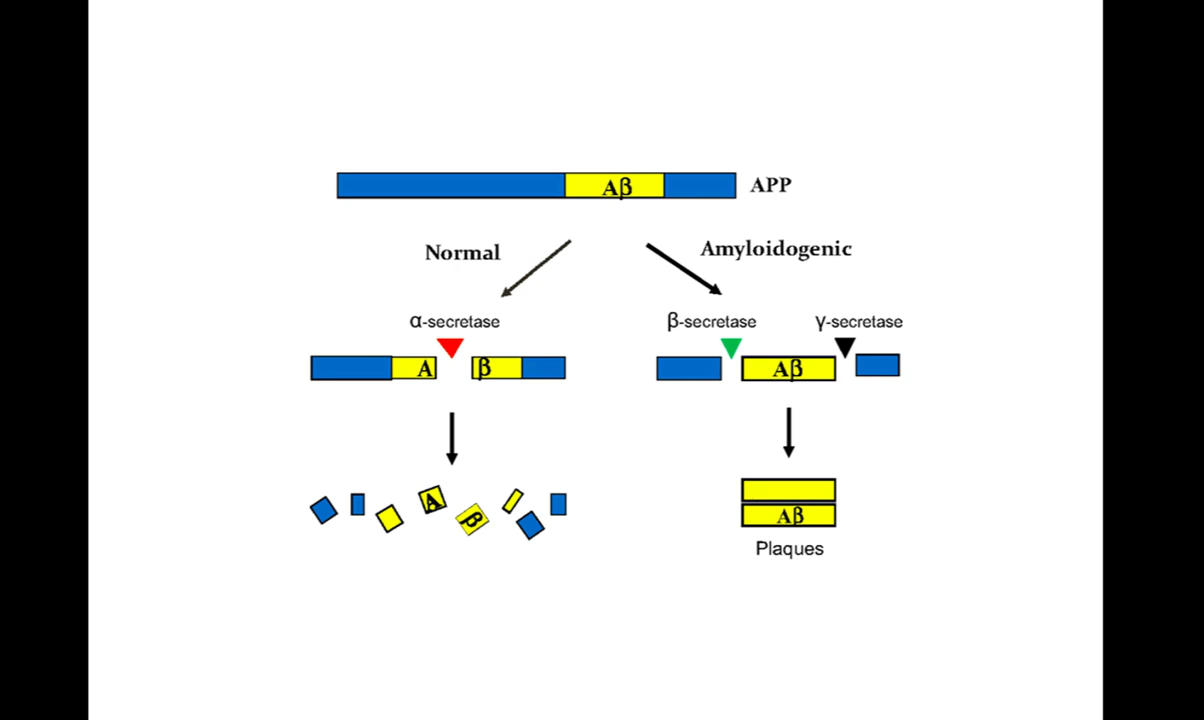 Aβ
APP
Normal
Amyloidogenic
α-secretase
β-secretase
γ-secretase
A
β
Aβ
A
β
Aβ
Plaques